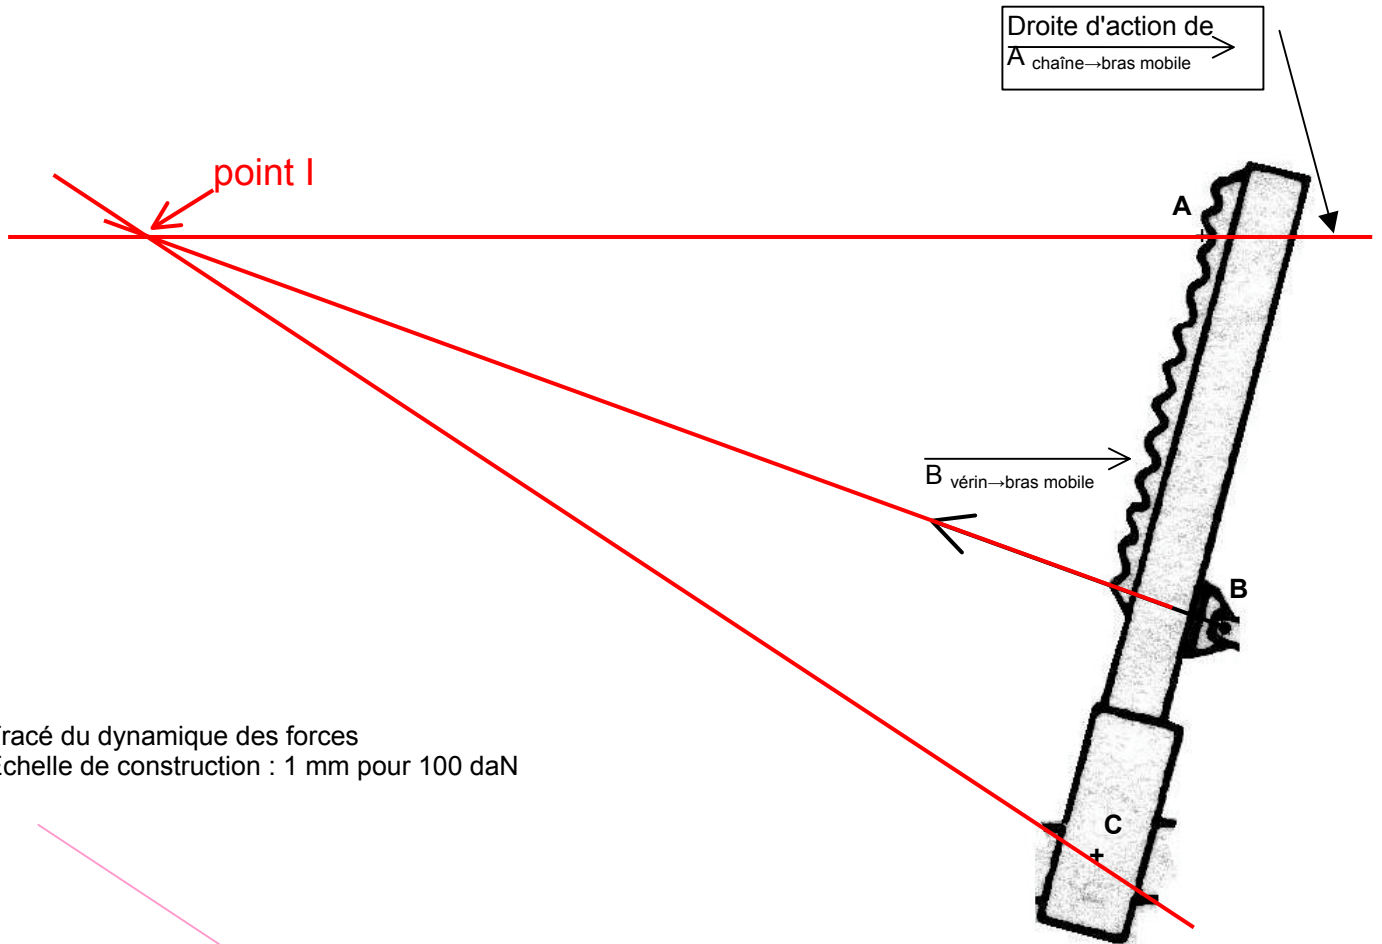 Droite d'action de
A chaîne→bras mobile
point I
A
B vérin→bras mobile
B
racé du dynamique des forces
chelle de construction : 1 mm pour 100 daN
C